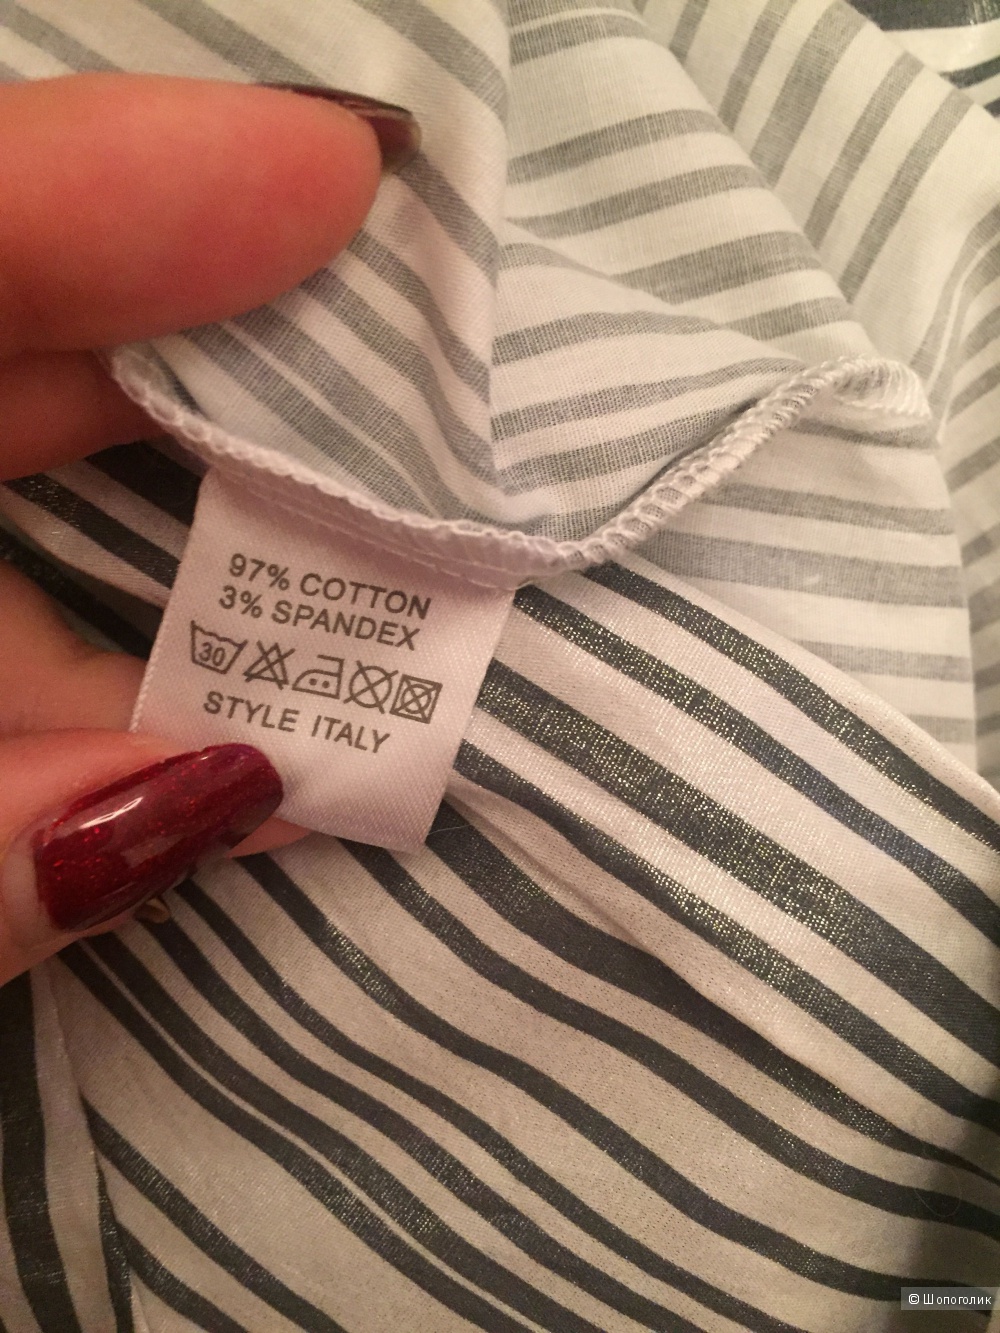 97% COTTON
3% SPANDEX
30
STYLE ITALY
© Шопоголик